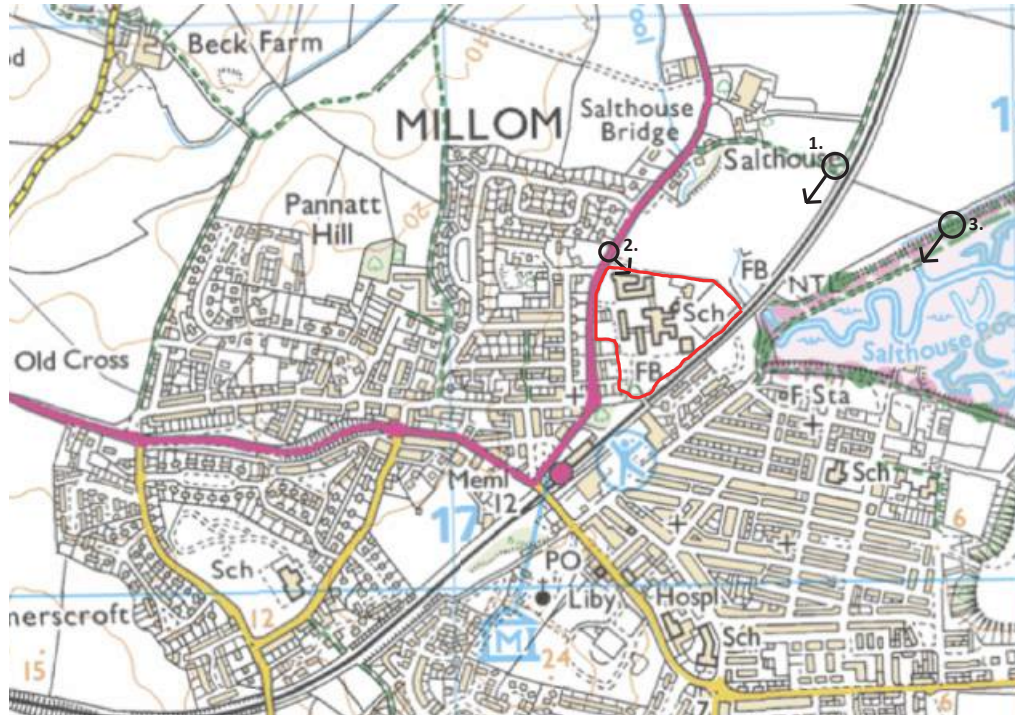 Beck Farm
10
ool
MILLOM
Salthouse
Bridge
1.
Salthouse
1
Pannatt
Hill
20
2.
3.
FB
NT
Sch
Salthouse Pool
Old Cross
FB
F Sta
Meml
12
Sch
17
6
Sch
PO
Liby
Hospl
nerscroft
12
M
Sch
15
24
7
6